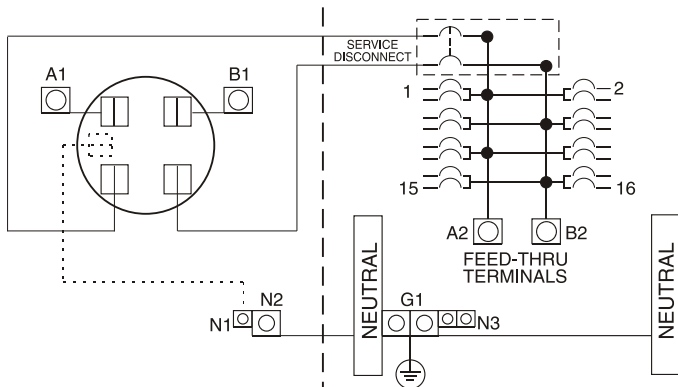 SERVICE
DISCONNECT
A1
B1
1
2
15
16
A2
B2
FEED-THRU
TERMINALS
NEUTRAL
NEUTRAL
N1
N2
G1
N3